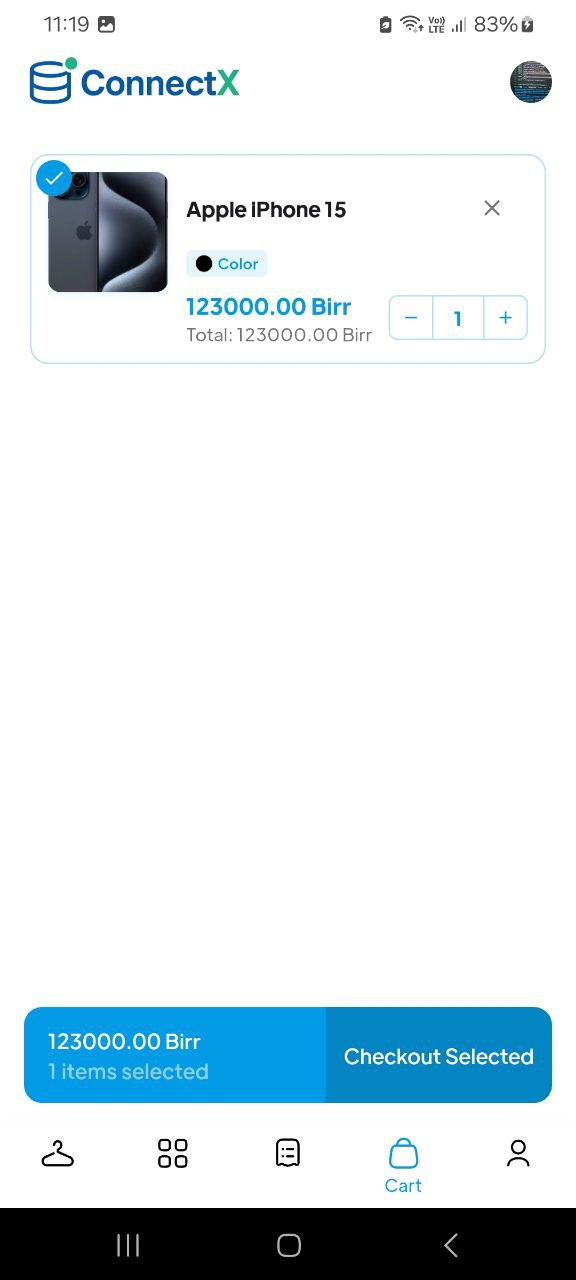 11:19 Vo)) LTE 83%
ConnectX
Apple iPhone 15
Color
123000.00 Birr
Total: 123000.00 Birr
− 1 +
123000.00 Birr
1 items selected
Checkout Selected
Cart